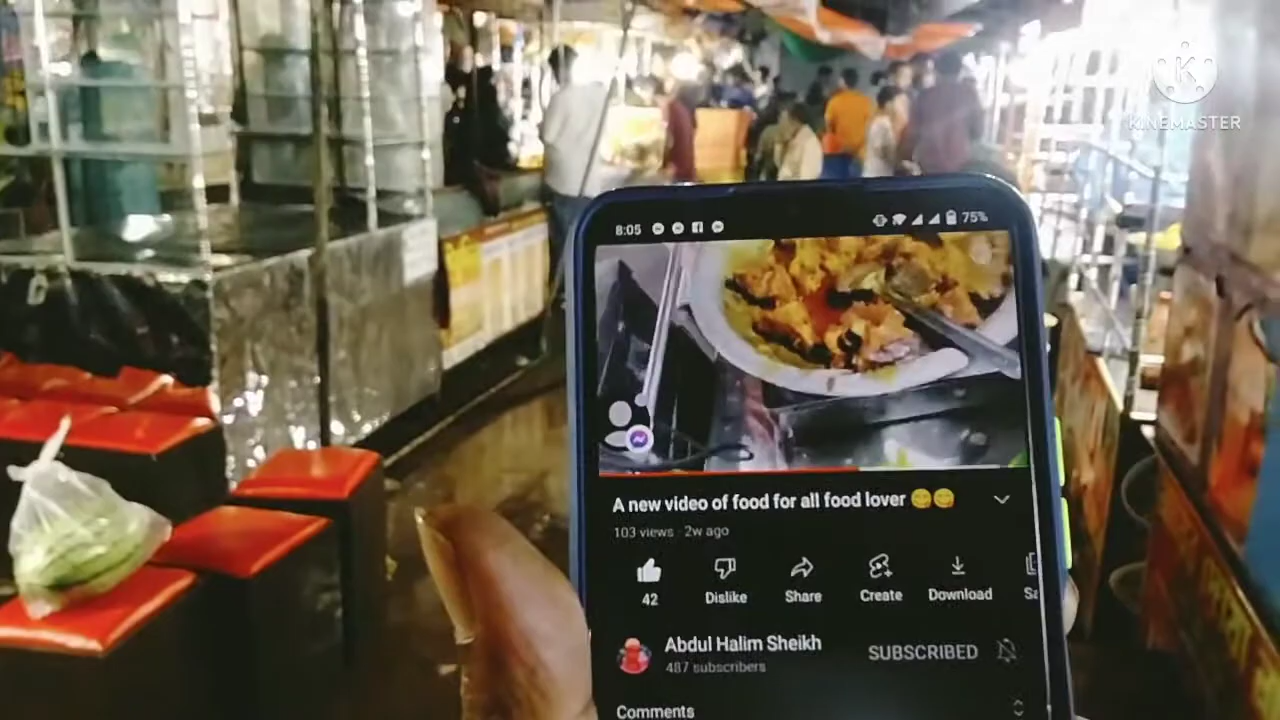 KINEMASTER
8:05
75%
A new video of food for all food lover 😋😋
103 views · 2w ago
42
Dislike
Share
Create
Download
Sa
Abdul Halim Sheikh
487 subscribers
SUBSCRIBED
Comments